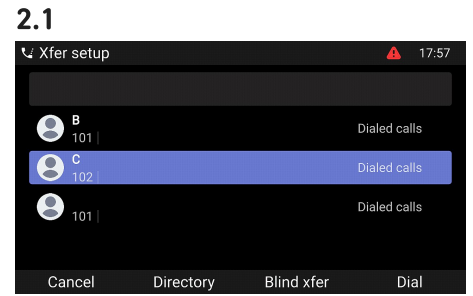 2.1
Xfer setup 17:57
B
101 Dialed calls
C
102 Dialed calls
101 Dialed calls
Cancel Directory Blind xfer Dial